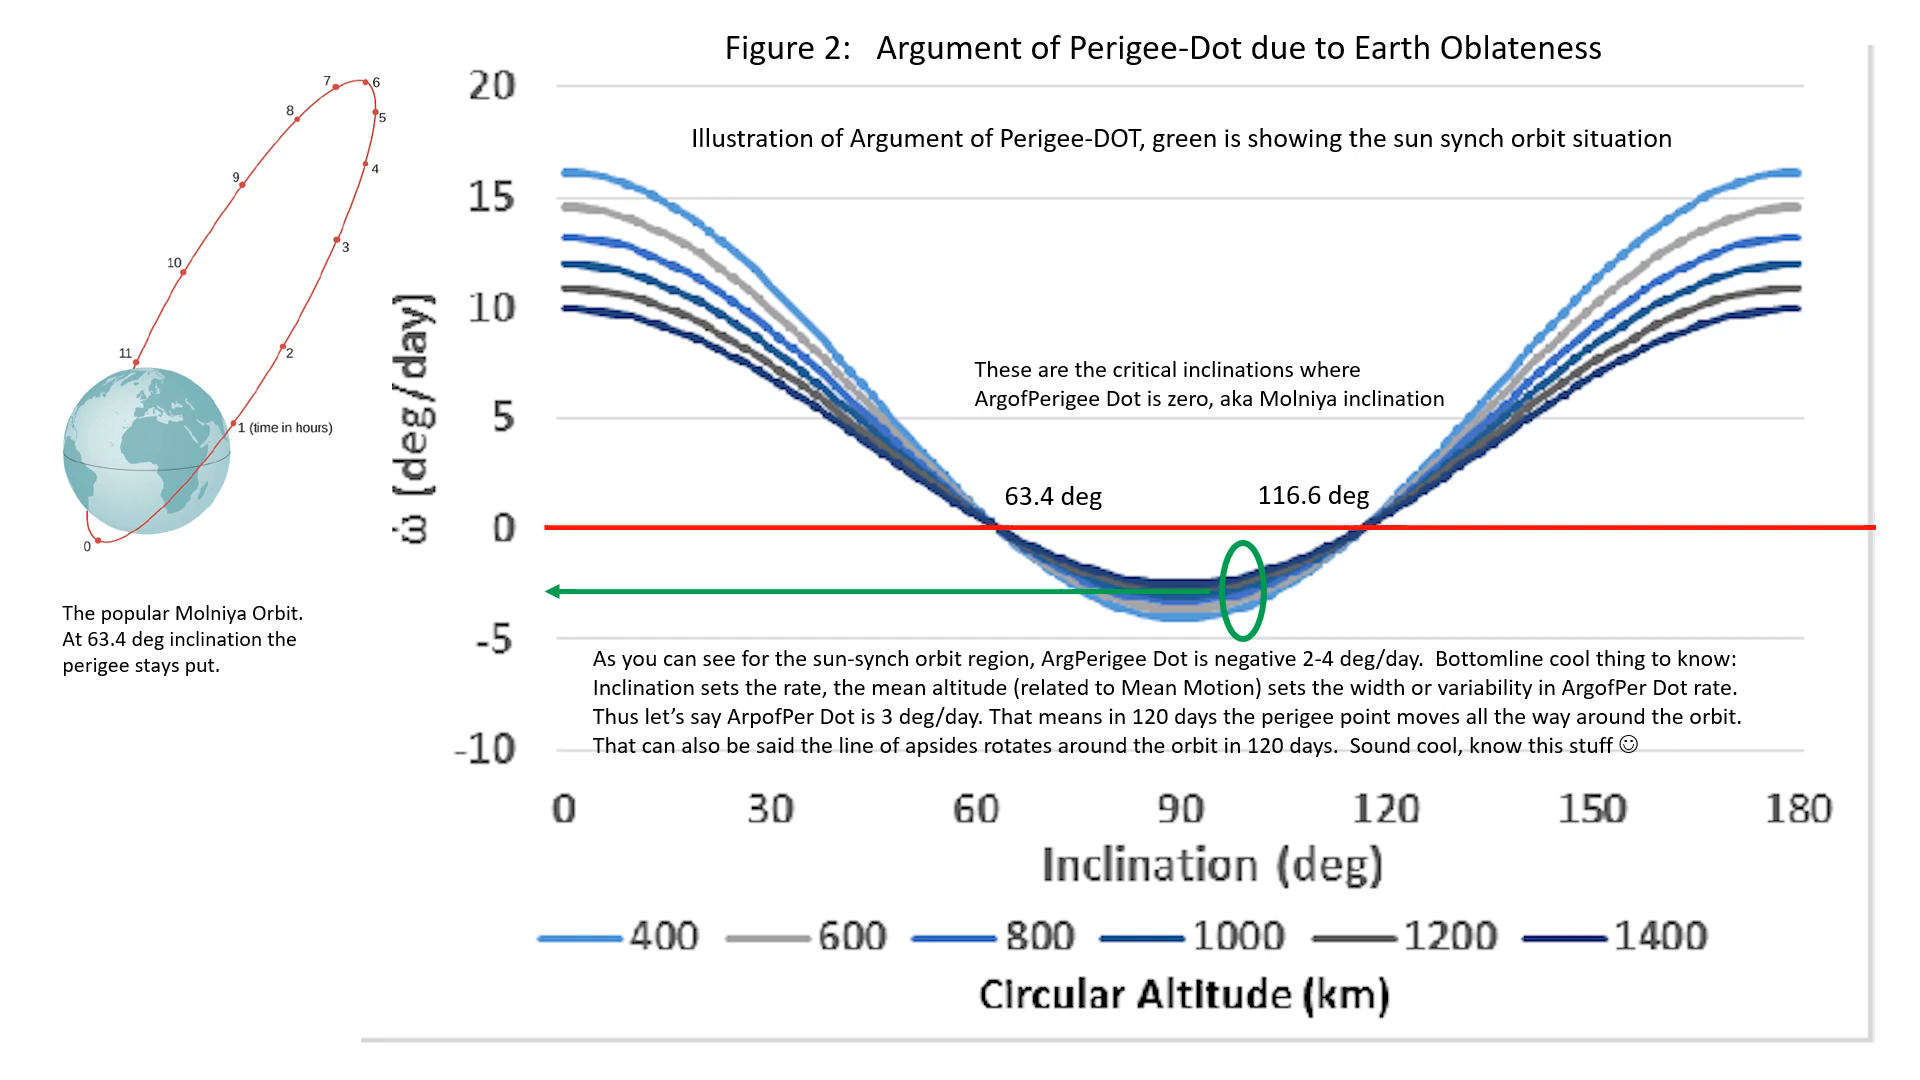 Figure 2: Argument of Perigee-Dot due to Earth Oblateness
Illustration of Argument of Perigee-DOT, green is showing the sun synch orbit situation
7
6
8
5
4
9
3
10
2
11
1 (time in hours)
0
The popular Molniya Orbit.
At 63.4 deg inclination the
perigee stays put.
ω̇ [deg/day]
20
15
10
5
0
-5
-10
These are the critical inclinations where
ArgofPerigee Dot is zero, aka Molniya inclination
63.4 deg
116.6 deg
As you can see for the sun-synch orbit region, ArgPerigee Dot is negative 2-4 deg/day. Bottomline cool thing to know:
Inclination sets the rate, the mean altitude (related to Mean Motion) sets the width or variability in ArgofPer Dot rate.
Thus let’s say ArpofPer Dot is 3 deg/day. That means in 120 days the perigee point moves all the way around the orbit.
That can also be said the line of apsides rotates around the orbit in 120 days. Sound cool, know this stuff ☺
0 30 60 90 120 150 180
Inclination (deg)
400 600 800 1000 1200 1400
Circular Altitude (km)